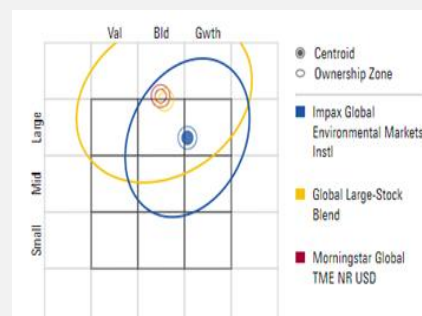 Val Bld Gwth
Large
Mid
Small
Centroid
Ownership Zone
Impax Global
Environmental Markets
Instl
Global Large-Stock
Blend
Morningstar Global
TME NR USD